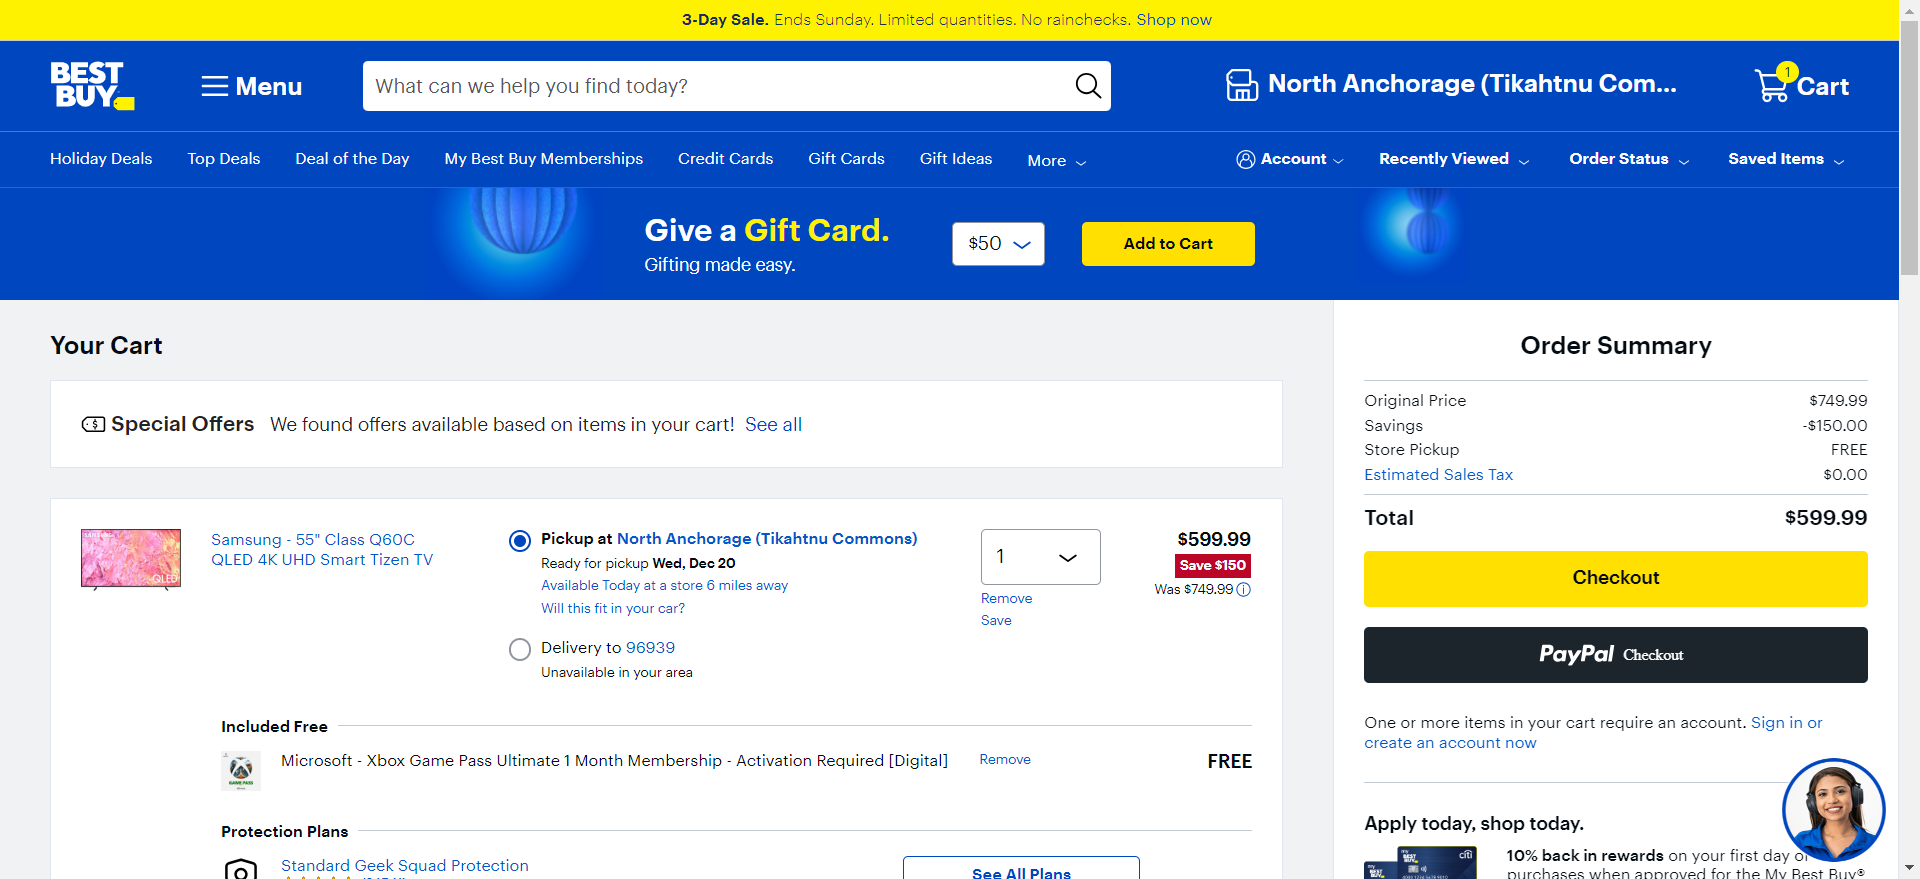 3-Day Sale. Ends Sunday. Limited quantities. No rainchecks. Shop now
BEST BUY
Menu
What can we help you find today?
North Anchorage (Tikahtnu Com...
1
Cart
Holiday Deals
Top Deals
Deal of the Day
My Best Buy Memberships
Credit Cards
Gift Cards
Gift Ideas
More
Account
Recently Viewed
Order Status
Saved Items
Give a Gift Card.
Gifting made easy.
$50
Add to Cart
Your Cart
Special Offers We found offers available based on items in your cart! See all
Samsung - 55" Class Q60C
QLED 4K UHD Smart Tizen TV
QLED
Pickup at North Anchorage (Tikahtnu Commons)
Ready for pickup Wed, Dec 20
Available Today at a store 6 miles away
Will this fit in your car?
Delivery to 96939
Unavailable in your area
1
Remove
Save
$599.99
Save $150
Was $749.99
Included Free
GAME PASS
Microsoft - Xbox Game Pass Ultimate 1 Month Membership - Activation Required [Digital]
Remove
FREE
Protection Plans
Standard Geek Squad Protection
See All Plans
Order Summary
Original Price $749.99
Savings -$150.00
Store Pickup FREE
Estimated Sales Tax $0.00
Total $599.99
Checkout
PayPal Checkout
One or more items in your cart require an account. Sign in or
create an account now
Apply today, shop today.
my BEST BUY
citi
10% back in rewards on your first day of
purchases when approved for the My Best Buy®